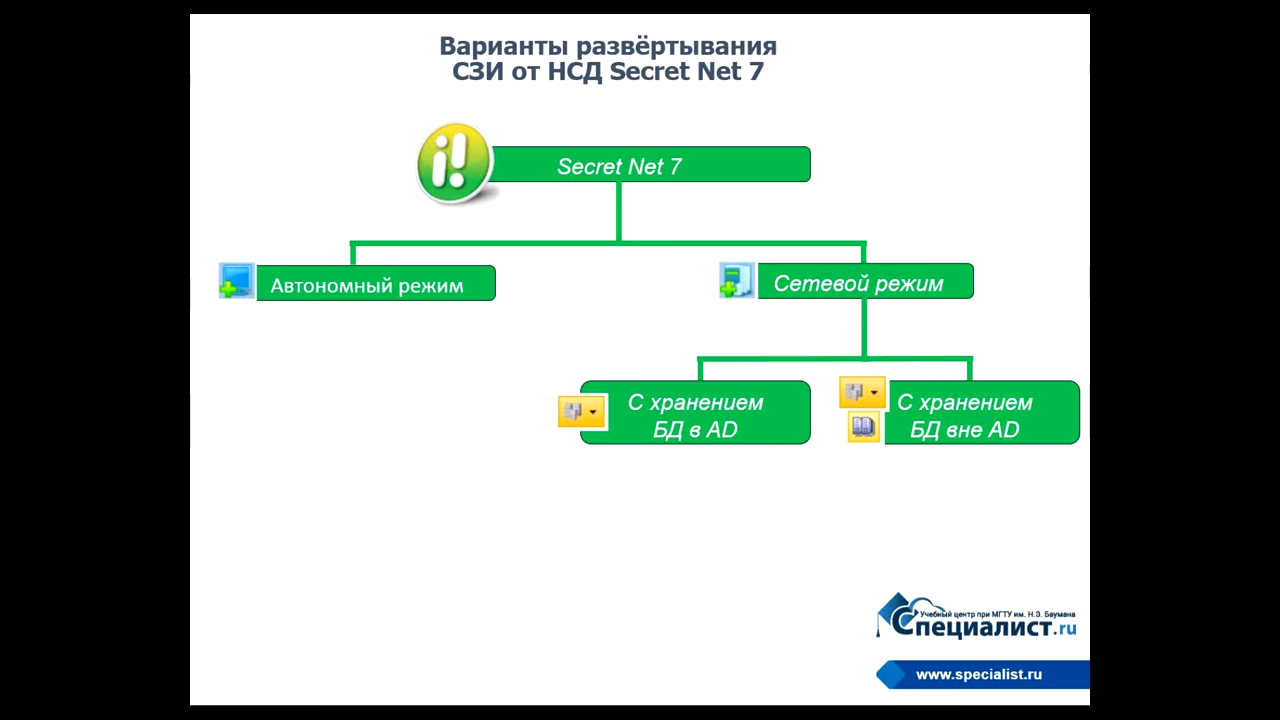 Варианты развёртывания
СЗИ от НСД Secret Net 7
Secret Net 7
Автономный режим
Сетевой режим
С хранением
БД в AD
С хранением
БД вне AD
Учебный центр при МГТУ им. Н.Э. Баумана
Специалист.ru
www.specialist.ru